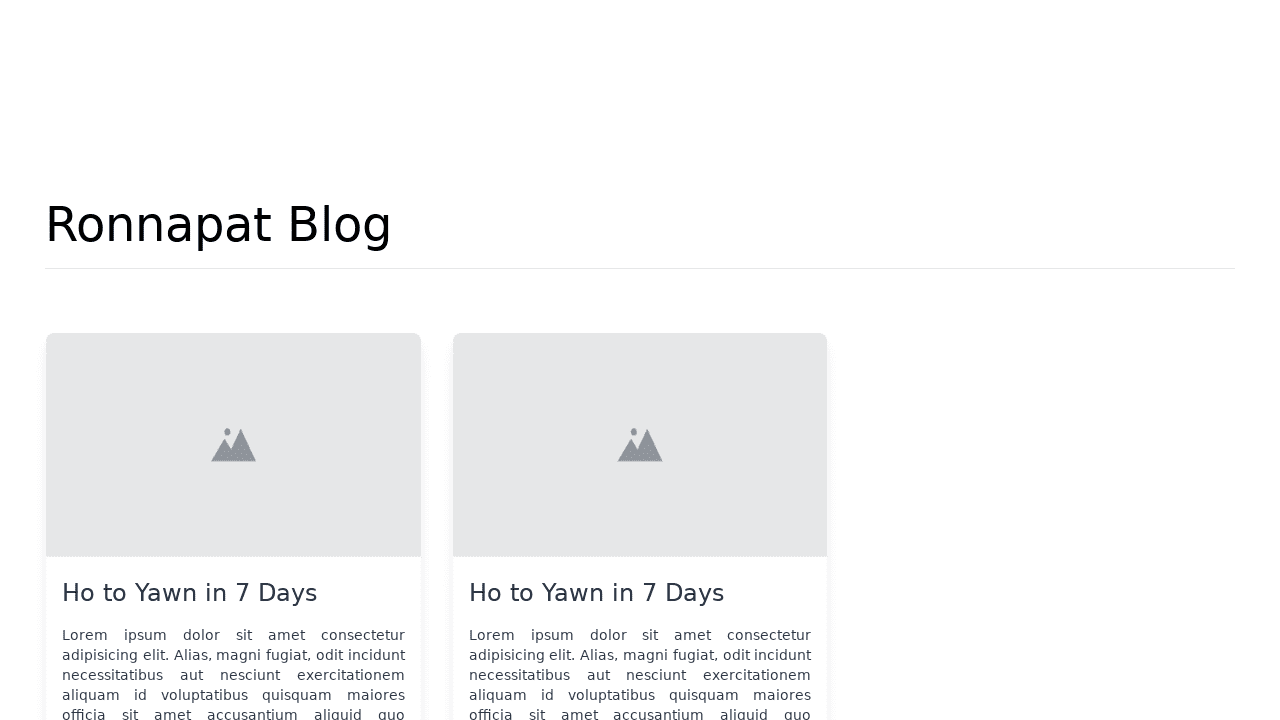 Ronnapat Blog
Ho to Yawn in 7 Days
Lorem ipsum dolor sit amet consectetur
adipisicing elit. Alias, magni fugiat, odit incidunt
necessitatibus aut nesciunt exercitationem
aliquam id voluptatibus quisquam maiores
officia sit amet accusantium aliquid quo
Ho to Yawn in 7 Days
Lorem ipsum dolor sit amet consectetur
adipisicing elit. Alias, magni fugiat, odit incidunt
necessitatibus aut nesciunt exercitationem
aliquam id voluptatibus quisquam maiores
officia sit amet accusantium aliquid quo